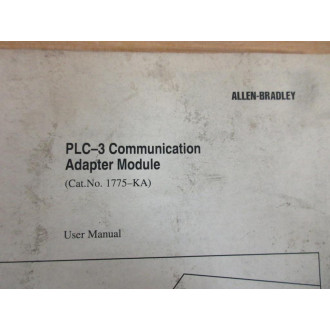 ALLEN-BRADLEY
PLC–3 Communication
Adapter Module
(Cat.No. 1775–KA)
User Manual